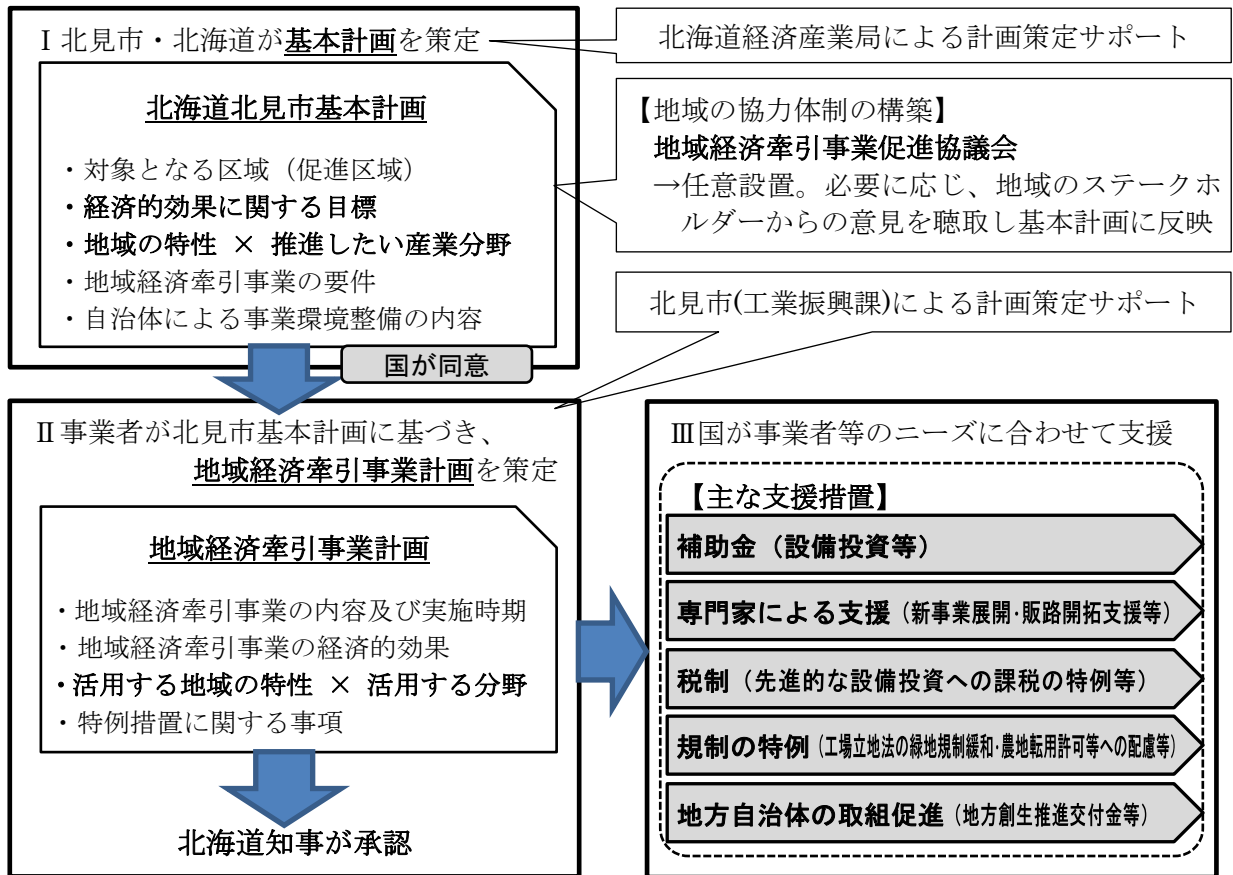 Ⅰ北見市・北海道が基本計画を策定
北海道北見市基本計画
・対象となる区域（促進区域）
・経済的効果に関する目標
・地域の特性 × 推進したい産業分野
・地域経済牽引事業の要件
・自治体による事業環境整備の内容
国が同意
北海道経済産業局による計画策定サポート
【地域の協力体制の構築】
地域経済牽引事業促進協議会
→任意設置。必要に応じ、地域のステークホ
ルダーからの意見を聴取し基本計画に反映
北見市(工業振興課)による計画策定サポート
Ⅱ事業者が北見市基本計画に基づき、
地域経済牽引事業計画を策定
地域経済牽引事業計画
・地域経済牽引事業の内容及び実施時期
・地域経済牽引事業の経済的効果
・活用する地域の特性 × 活用する分野
・特例措置に関する事項
北海道知事が承認
Ⅲ国が事業者等のニーズに合わせて支援
【主な支援措置】
補助金（設備投資等）
専門家による支援（新事業展開・販路開拓支援等）
税制（先進的な設備投資への課税の特例等）
規制の特例（工場立地法の緑地規制緩和・農地転用許可等への配慮等）
地方自治体の取組促進（地方創生推進交付金等）